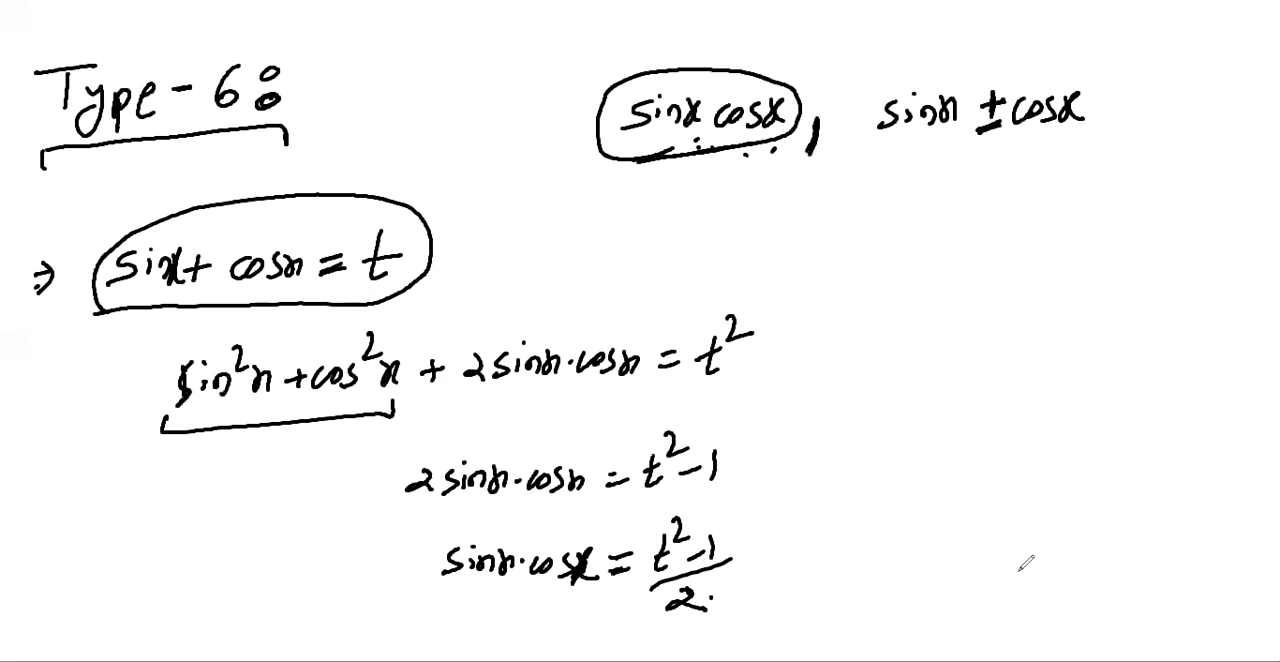 Type-6:
sinx cosx, sinx ± cosx
⇒ sinx + cosx = t
sin²x + cos²x + 2sinx·cosx = t²
2sinx·cosx = t²-1
sinx·cosx = (t²-1)/2